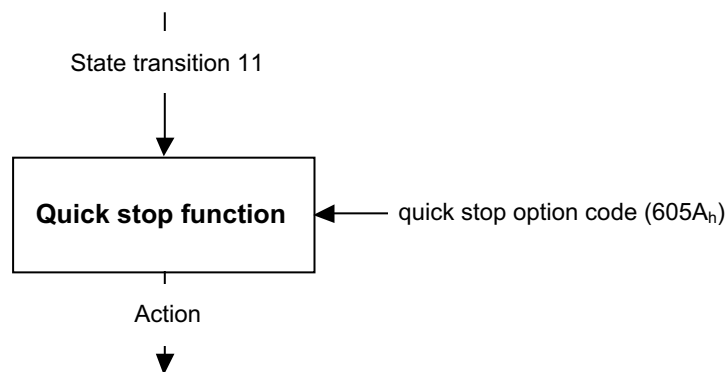 State transition 11
Quick stop function
quick stop option code (605Ah)
Action